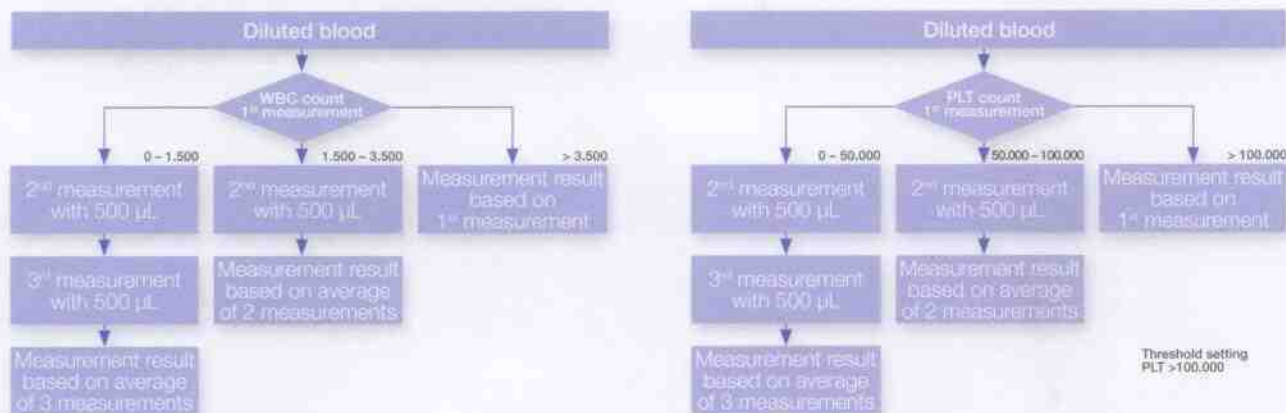 Diluted blood
WBC count
1st measurement
0 – 1.500
1.500 – 3.500
> 3.500
2nd measurement
with 500 µL
2nd measurement
with 500 µL
Measurement result
based on
1st measurement
3rd measurement
with 500 µL
Measurement result
based on average
of 2 measurements
Measurement result
based on average
of 3 measurements
Diluted blood
PLT count
1st measurement
0 – 50.000
50.000 – 100.000
> 100.000
2nd measurement
with 500 µL
2nd measurement
with 500 µL
Measurement result
based on
1st measurement
3rd measurement
with 500 µL
Measurement result
based on average
of 2 measurements
Measurement result
based on average
of 3 measurements
Threshold setting
PLT >100.000